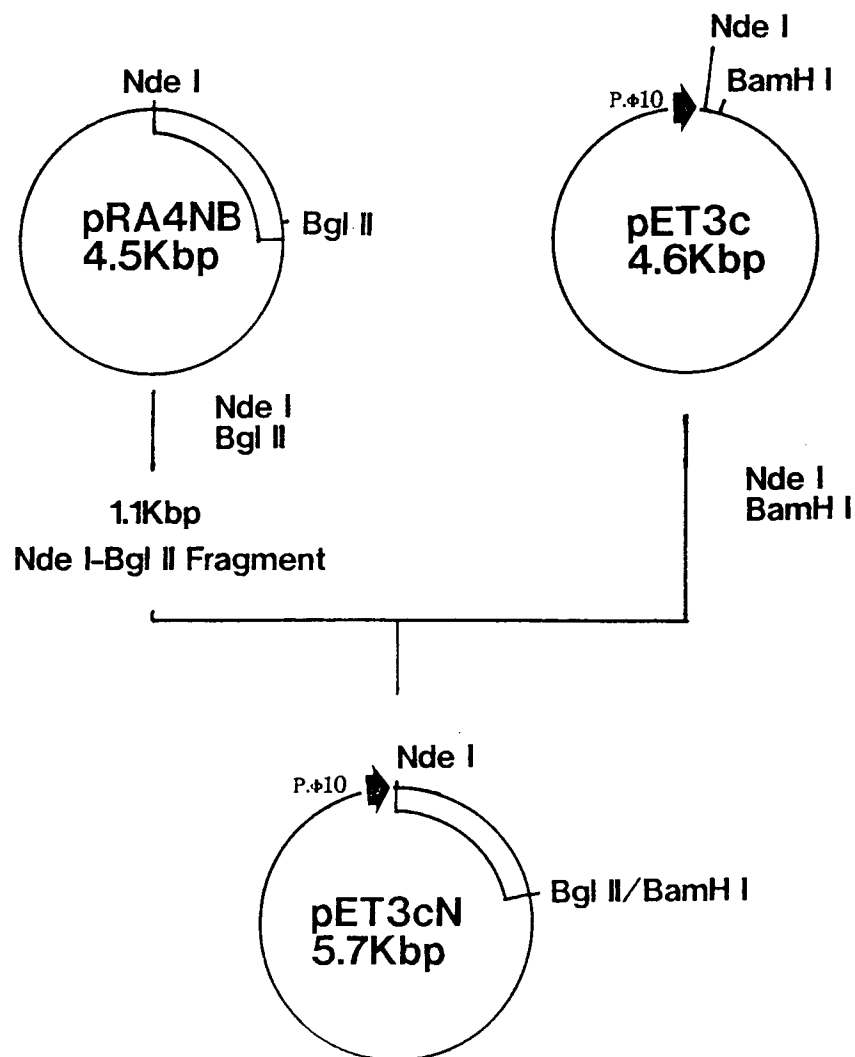 Nde I
pRA4NB
4.5Kbp
Bgl II
Nde I
Bgl II
1.1Kbp
Nde I-Bgl II Fragment
Nde I
BamH I
P.φ10
pET3c
4.6Kbp
Nde I
BamH I
P.φ10
Nde I
Bgl II/BamH I
pET3cN
5.7Kbp